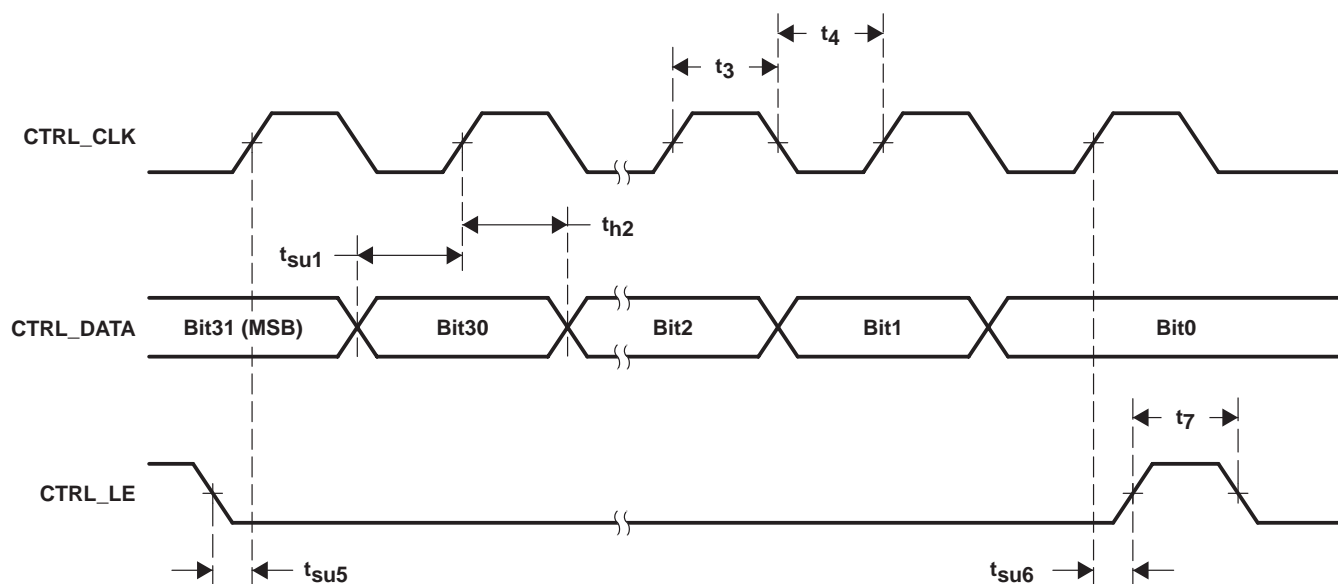 t4
t3
CTRL_CLK
th2
tsu1
CTRL_DATA
Bit31 (MSB)
Bit30
Bit2
Bit1
Bit0
t7
CTRL_LE
tsu5
tsu6